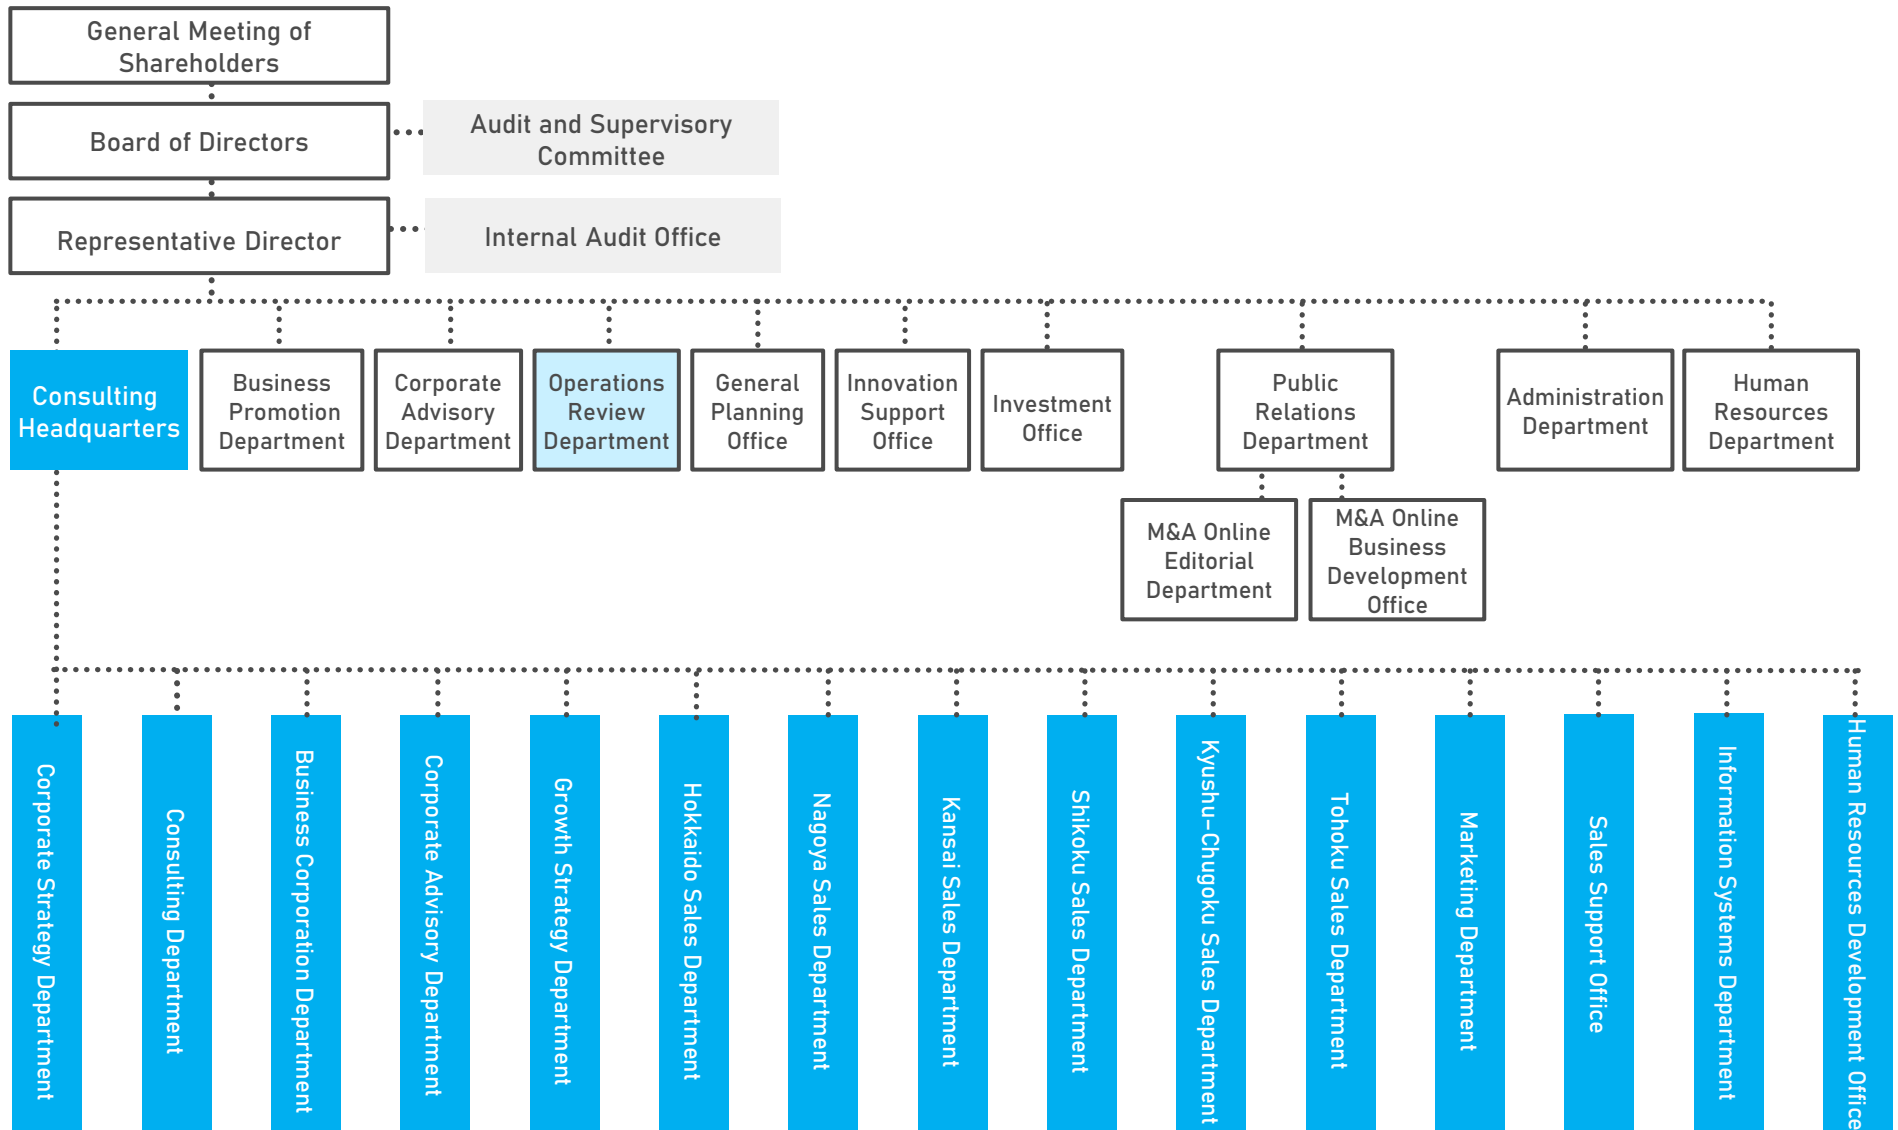 General Meeting of
Shareholders
Board of Directors
Audit and Supervisory
Committee
Representative Director
Internal Audit Office
Consulting
Headquarters
Business
Promotion
Department
Corporate
Advisory
Department
Operations
Review
Department
General
Planning
Office
Innovation
Support
Office
Investment
Office
Public
Relations
Department
Administration
Department
Human
Resources
Department
M&A Online
Editorial
Department
M&A Online
Business
Development
Office
Corporate Strategy Department
Consulting Department
Business Corporation Department
Corporate Advisory Department
Growth Strategy Department
Hokkaido Sales Department
Nagoya Sales Department
Kansai Sales Department
Shikoku Sales Department
Kyushu-Chugoku Sales Department
Tohoku Sales Department
Marketing Department
Sales Support Office
Information Systems Department
Human Resources Development Office